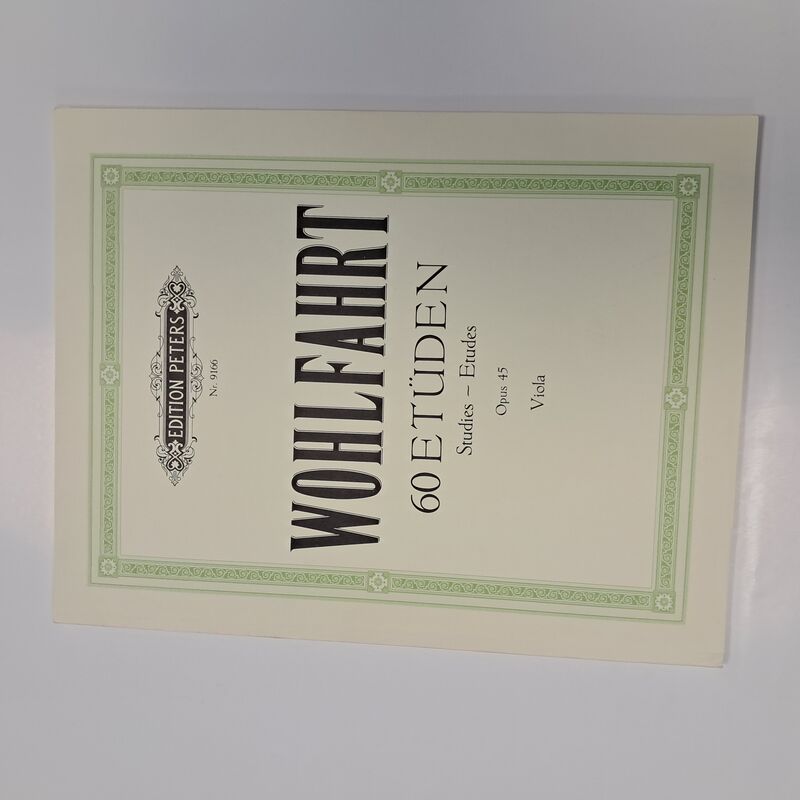 EDITION PETERS
Nr. 9166
WOHLFAHRT
60 ETÜDEN
Studies – Etudes
Opus 45
Viola